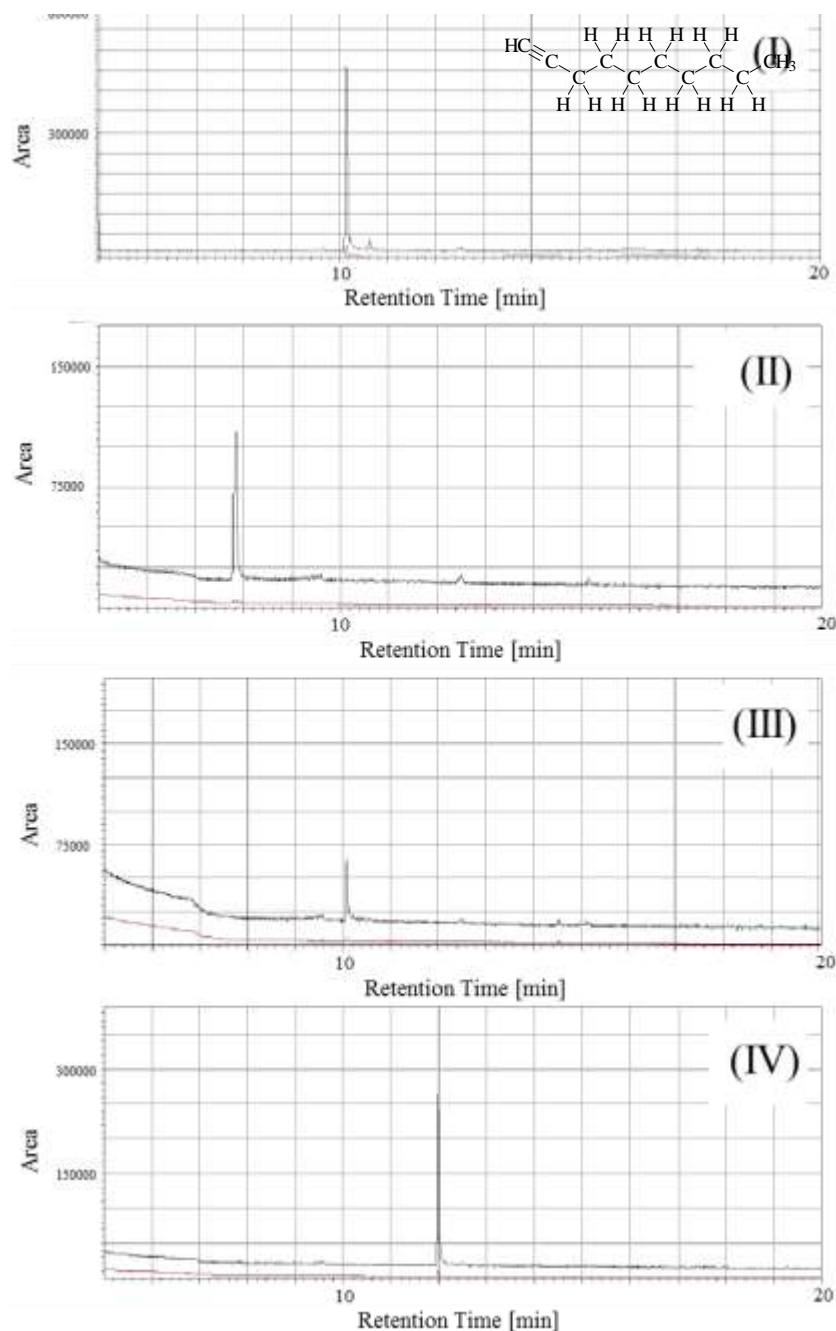 H H H H H H
HC
(I)
C C C C CH3
C C C C
H H H H H H H H
300000
Area
10 20
Retention Time [min]
(II)
150000
75000
Area
10 20
Retention Time [min]
(III)
150000
75000
Area
10 20
Retention Time [min]
(IV)
300000
150000
Area
10 20
Retention Time [min]